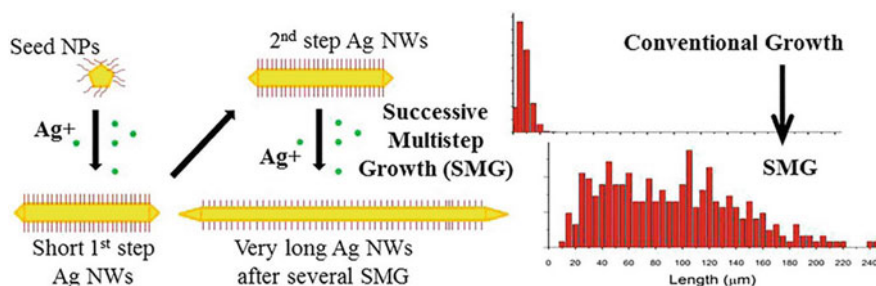 Seed NPs
Ag+
Short 1st step
Ag NWs
2nd step Ag NWs
Ag+
Successive
Multistep
Growth (SMG)
Very long Ag NWs
after several SMG
Conventional Growth
SMG
0 20 40 60 80 100 120 140 160 180 200 220 240
Length (μm)